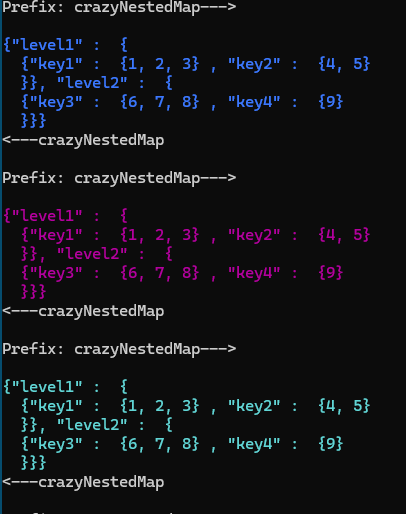 Prefix: crazyNestedMap--->
{"level1" :  {
  {"key1" :  {1, 2, 3} , "key2" :  {4, 5}
  }}, "level2" :  {
  {"key3" :  {6, 7, 8} , "key4" :  {9}
  }}}
<---crazyNestedMap
Prefix: crazyNestedMap--->
{"level1" :  {
  {"key1" :  {1, 2, 3} , "key2" :  {4, 5}
  }}, "level2" :  {
  {"key3" :  {6, 7, 8} , "key4" :  {9}
  }}}
<---crazyNestedMap
Prefix: crazyNestedMap--->
{"level1" :  {
  {"key1" :  {1, 2, 3} , "key2" :  {4, 5}
  }}, "level2" :  {
  {"key3" :  {6, 7, 8} , "key4" :  {9}
  }}}
<---crazyNestedMap